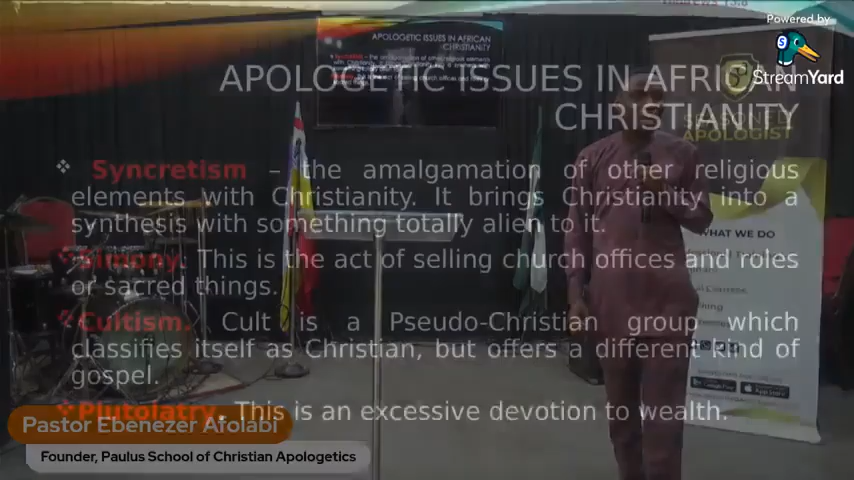 Powered by
StreamYard
APOLOGETIC ISSUES IN AFRICAN
CHRISTIANITY
APOLOGETIC ISSUES IN AFRICAN
CHRISTIANITY
APOLOGIST
❖ Syncretism – the amalgamation of other religious
elements with Christianity. It brings Christianity into a
synthesis with something totally alien to it.
WHAT WE DO
❖ Simony. This is the act of selling church offices and roles
or sacred things.
❖ Cultism. Cult is a Pseudo-Christian group which
classifies itself as Christian, but offers a different kind of
gospel.
❖ Plutolatry. This is an excessive devotion to wealth.
Pastor Ebenezer Afolabi
Founder, Paulus School of Christian Apologetics